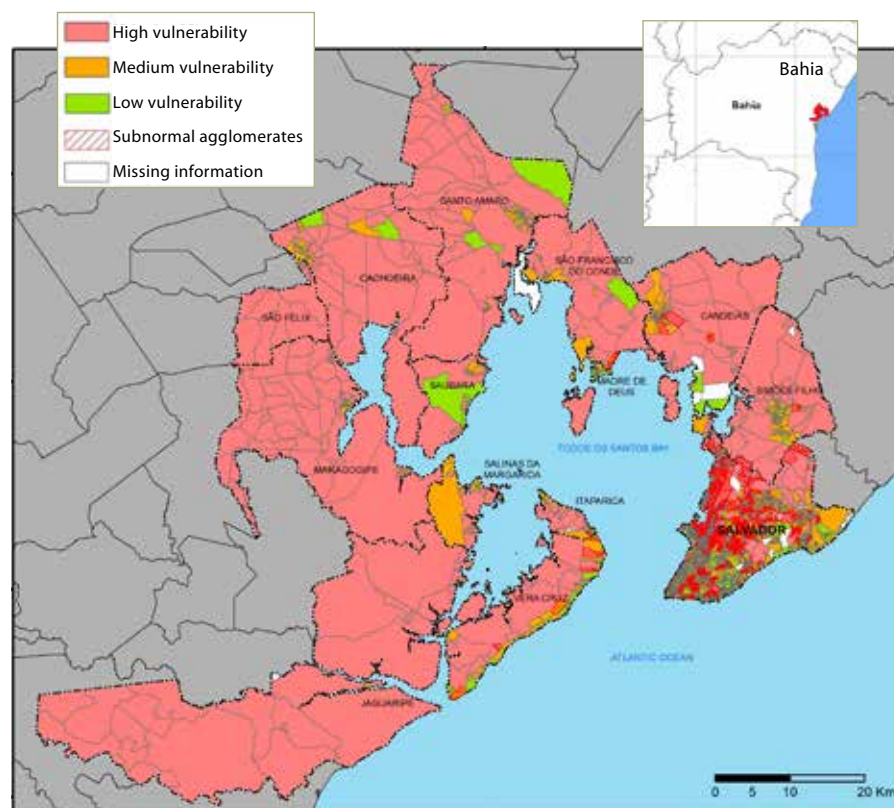 High vulnerability
Medium vulnerability
Low vulnerability
Subnormal agglomerates
Missing information
Bahia
Bahia
SANTO AMARO
SÃO FRANCISCO
DO CONDE
CACHOEIRA
CANDEIAS
SÃO FELIX
SAUBARA
MADRE DE
DEUS
SIMÕES FILHO
TODOS OS SANTOS BAY
MARAGOGIPE
SALINAS DA
MARGARIDA
ITAPARICA
SALVADOR
VERA CRUZ
ATLANTIC OCEAN
JAGUARIPE
0 5 10 20 Km